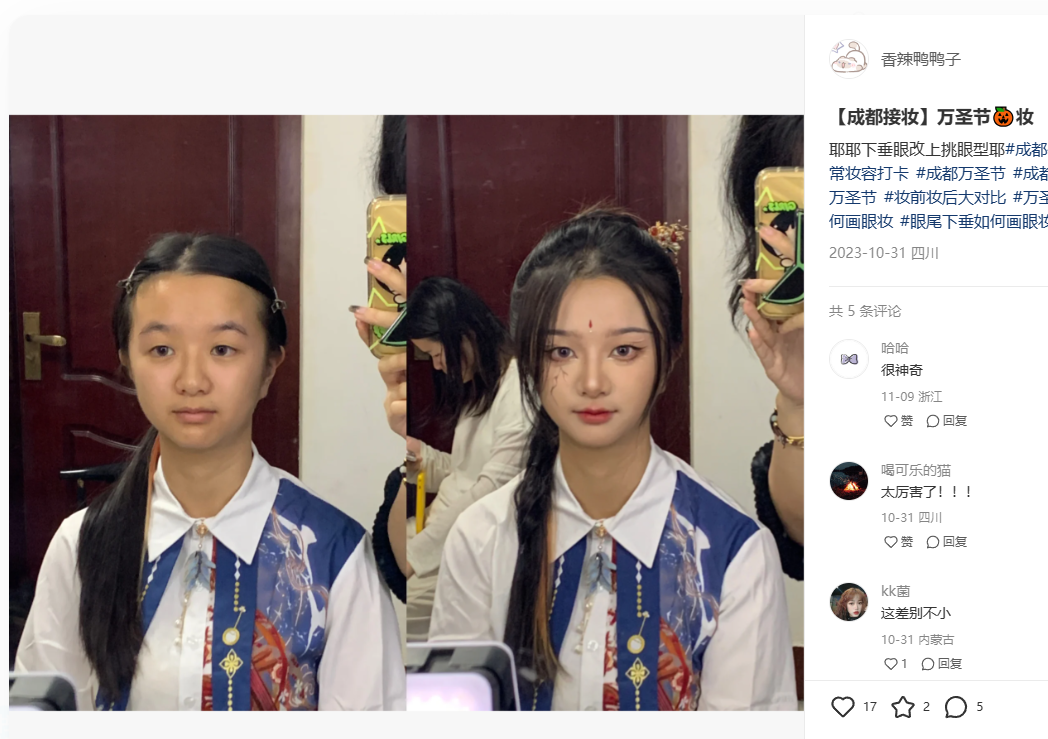 香辣鸭鸭子
【成都接妆】万圣节🎃妆
耶耶下垂眼改上挑眼型耶#成都
常妆容打卡 #成都万圣节 #成都
万圣节 #妆前妆后大对比 #万圣
何画眼妆 #眼尾下垂如何画眼妆
2023-10-31 四川
共 5 条评论
哈哈
很神奇
11-09 浙江
赞 回复
喝可乐的猫
太厉害了！！！
10-31 四川
赞 回复
kk菌
这差别不小
10-31 内蒙古
1 回复
17 2 5